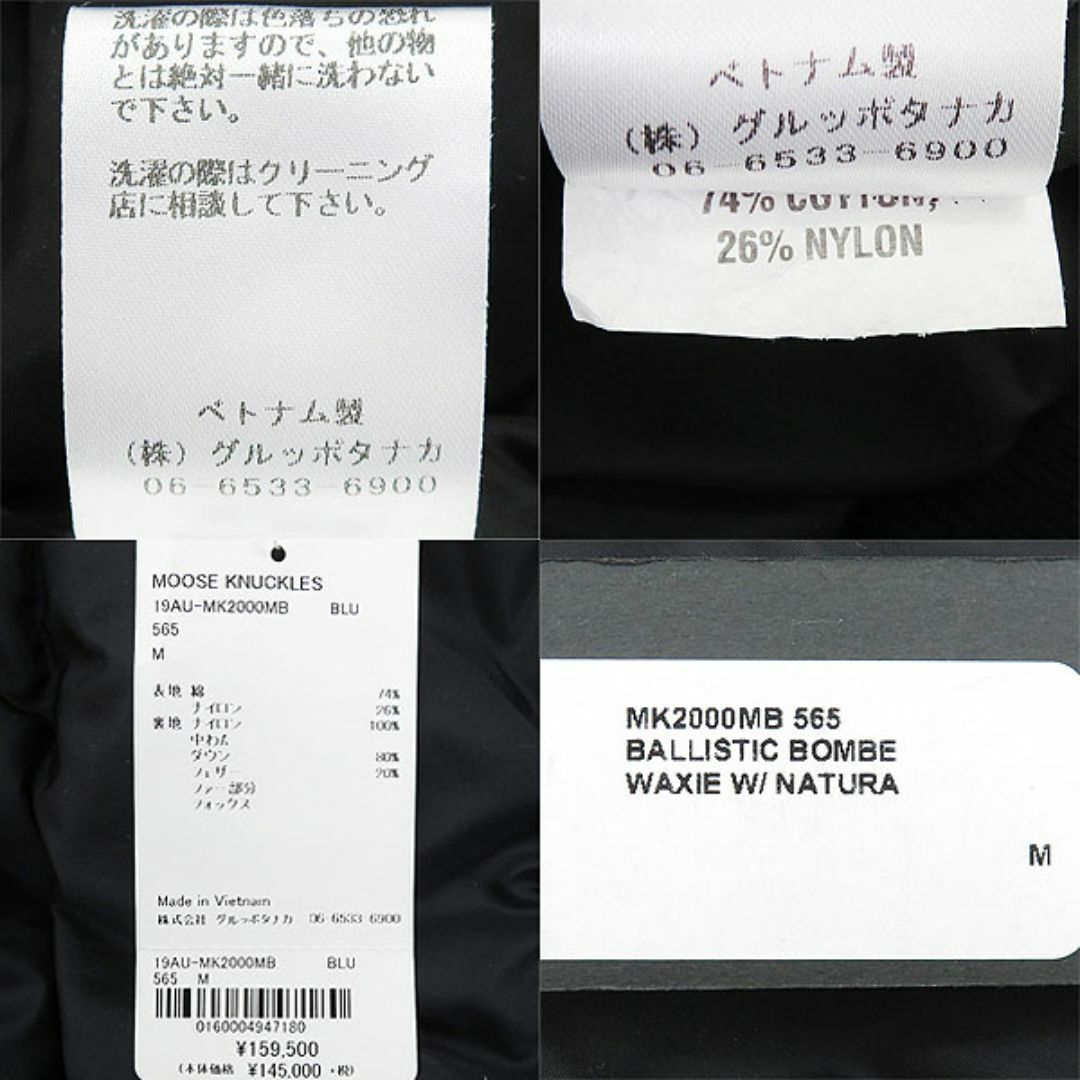 洗濯の際は色落ちの恐れ
がありますので、他の物
とは絶対一緒に洗わない
で下さい。
洗濯の際はクリーニング
店に相談して下さい。
ベトナム製
（株）グルッポタナカ
06-6533-6900
ベトナム製
（株）グルッポタナカ
06-6533-6900
74% COTTON,
26% NYLON
MOOSE KNUCKLES
19AU-MK2000MB BLU
565
M
表地 綿 74%
ナイロン 26%
裏地 ナイロン 100%
中わた
ダウン 80%
フェザー 20%
ファー部分
フォックス
Made in Vietnam
株式会社 グルッポタナカ 06-6533-6900
19AU-MK2000MB BLU
565 M
0160004947180
¥159,500
(本体価格 ¥145,000+税)
MK2000MB 565
BALLISTIC BOMBE
WAXIE W/ NATURA
M